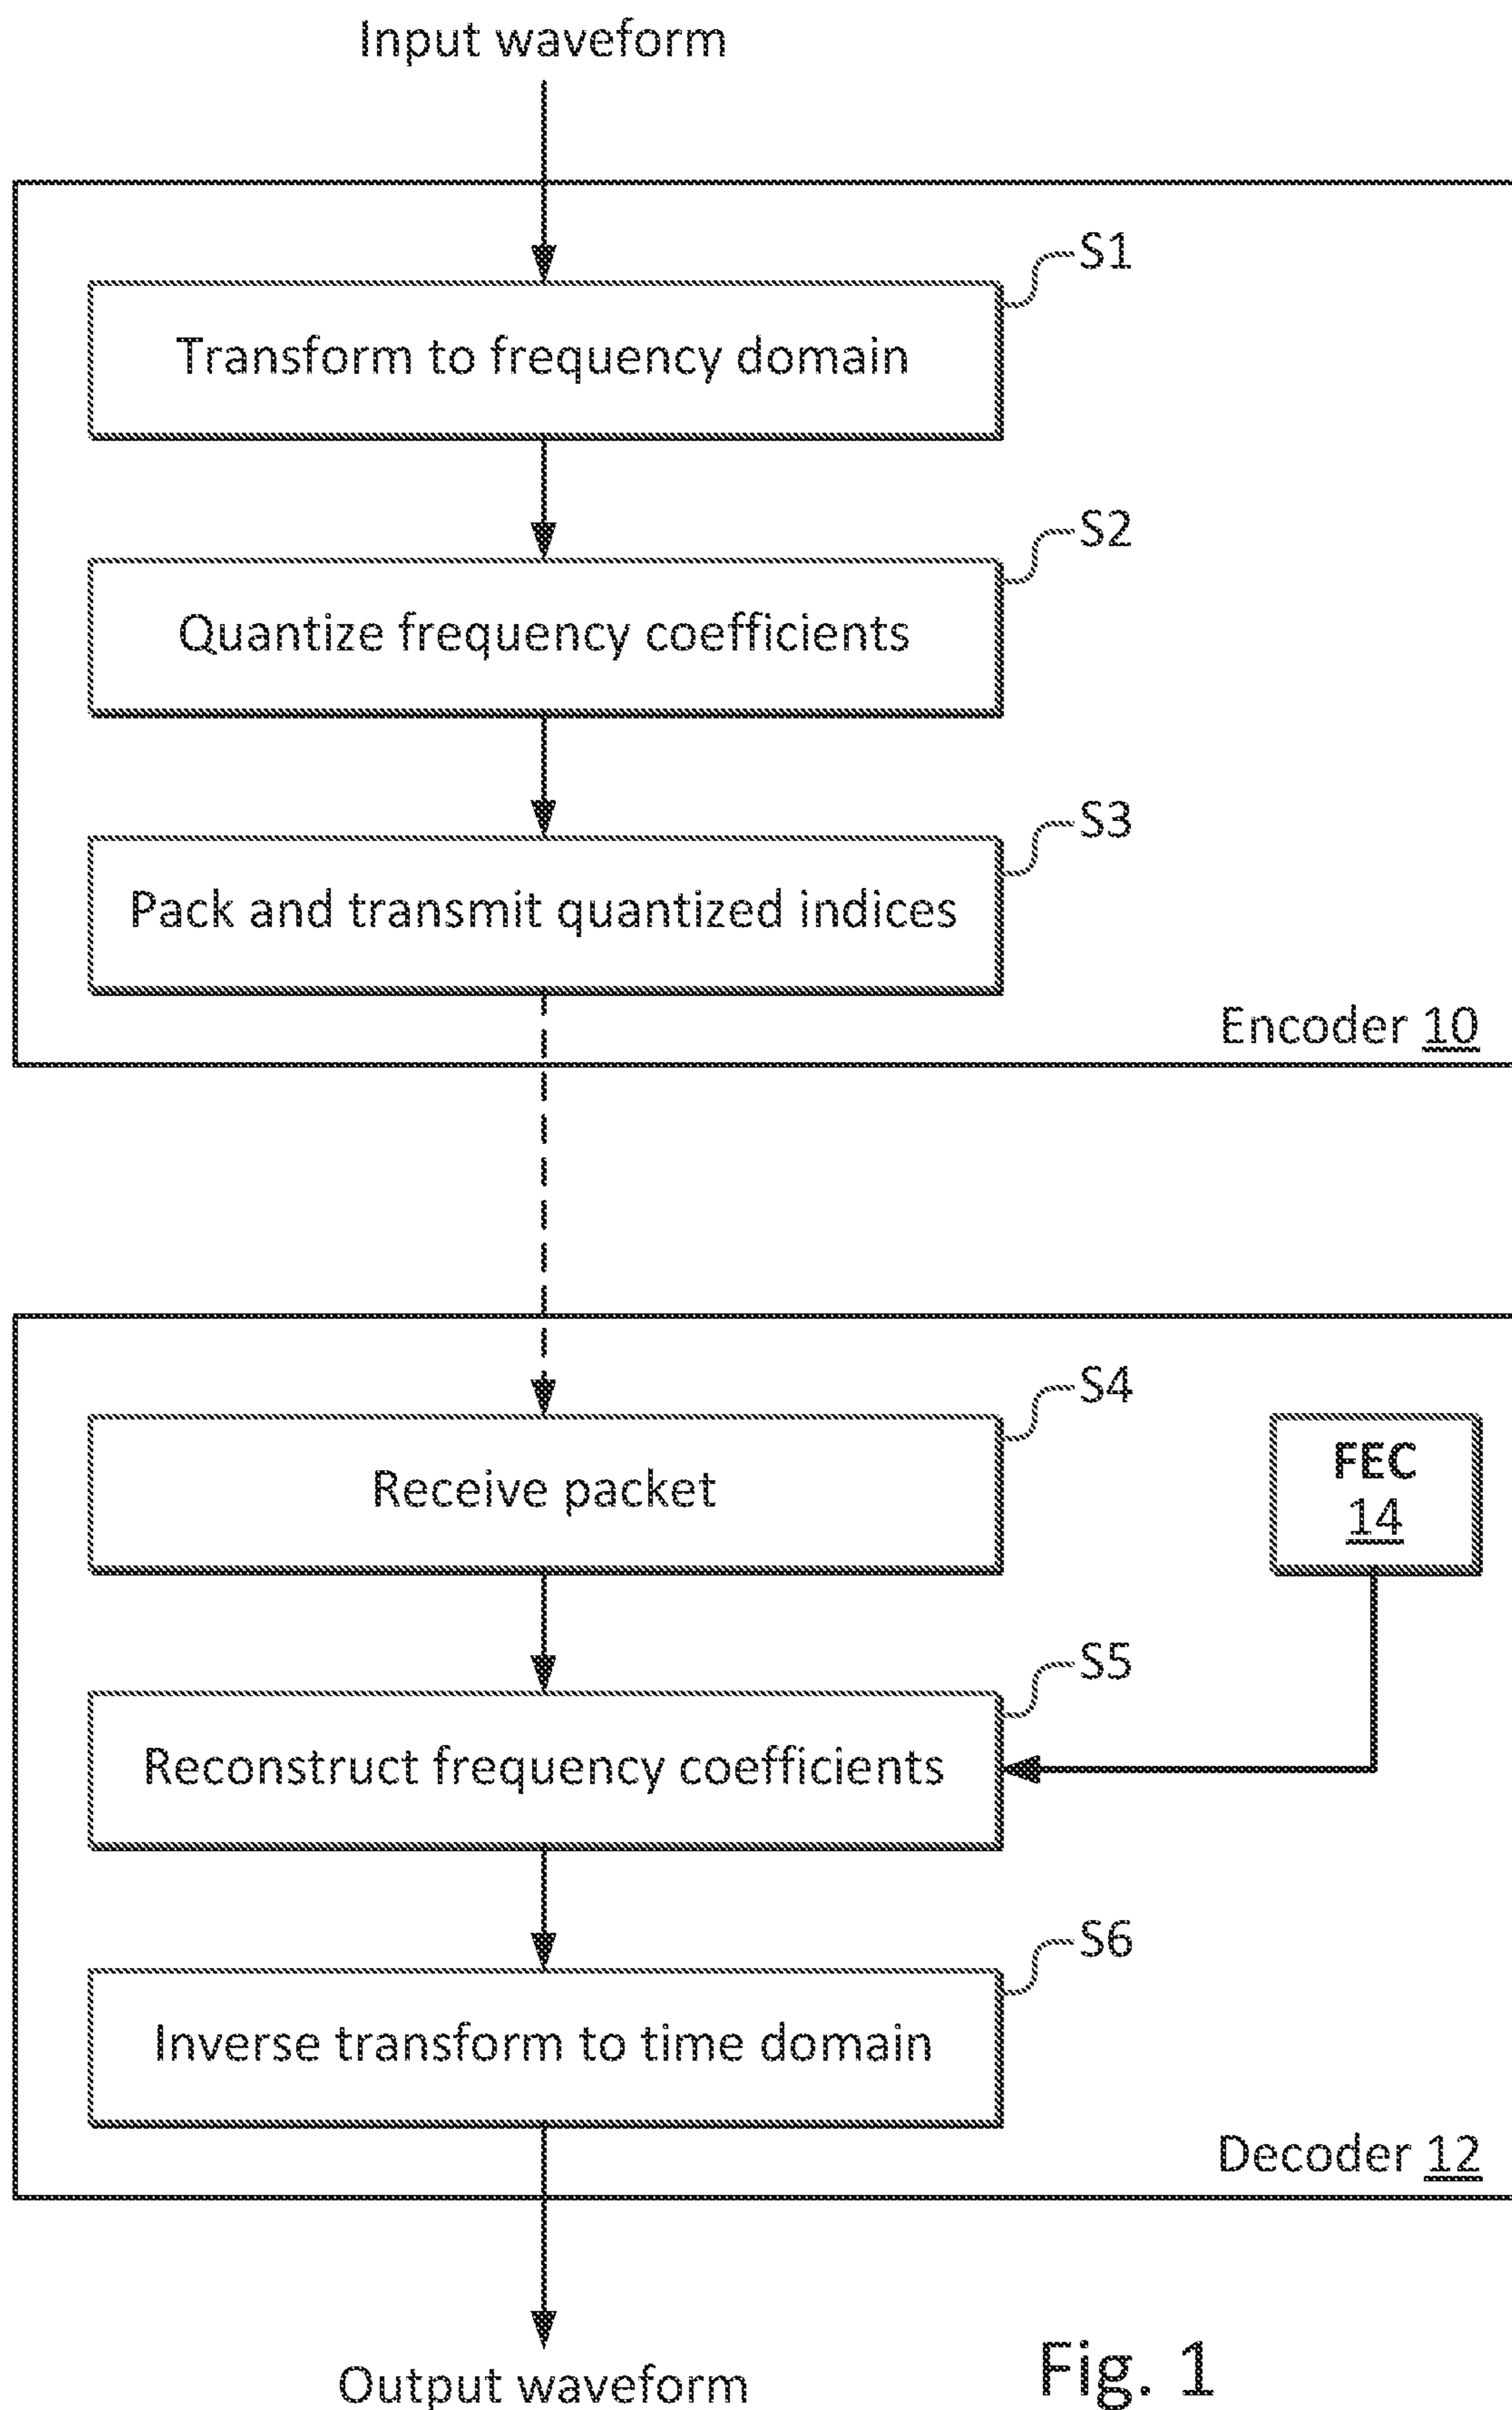 Input waveform
S1
Transform to frequency domain
S2
Quantize frequency coefficients
S3
Pack and transmit quantized indices
Encoder 10
S4
Receive packet
FEC
14
S5
Reconstruct frequency coefficients
S6
Inverse transform to time domain
Decoder 12
Output waveform
Fig. 1